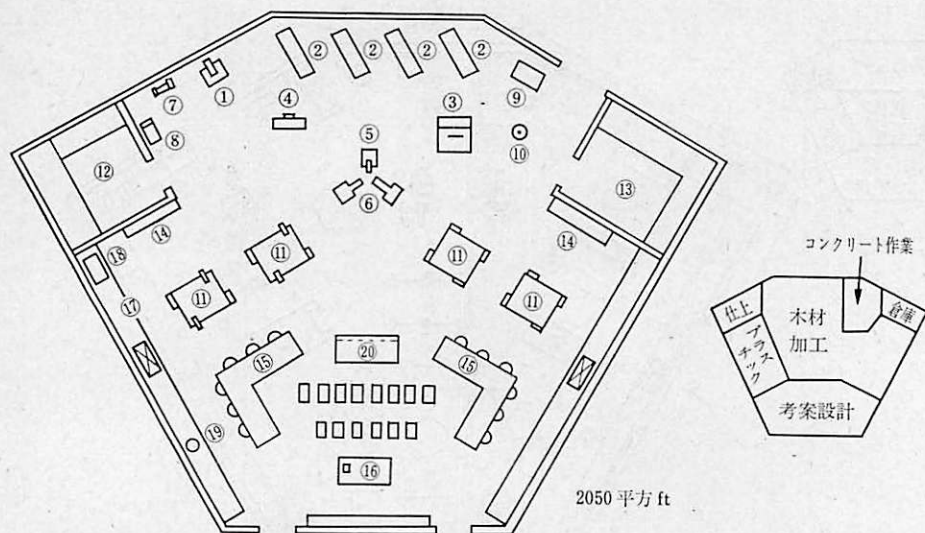 ② ② ② ②
⑦ ① ④ ③ ⑨
⑧ ⑤ ⑩
⑫ ⑥ ⑬
⑭ ⑭
⑱ ⑪ ⑪ ⑪ ⑪
⑰
⑮ ⑳ ⑮
⑲
⑯
2050 平方 ft
コンクリート作業
仕上
木材
加工
倉庫
プラスチック
考案設計